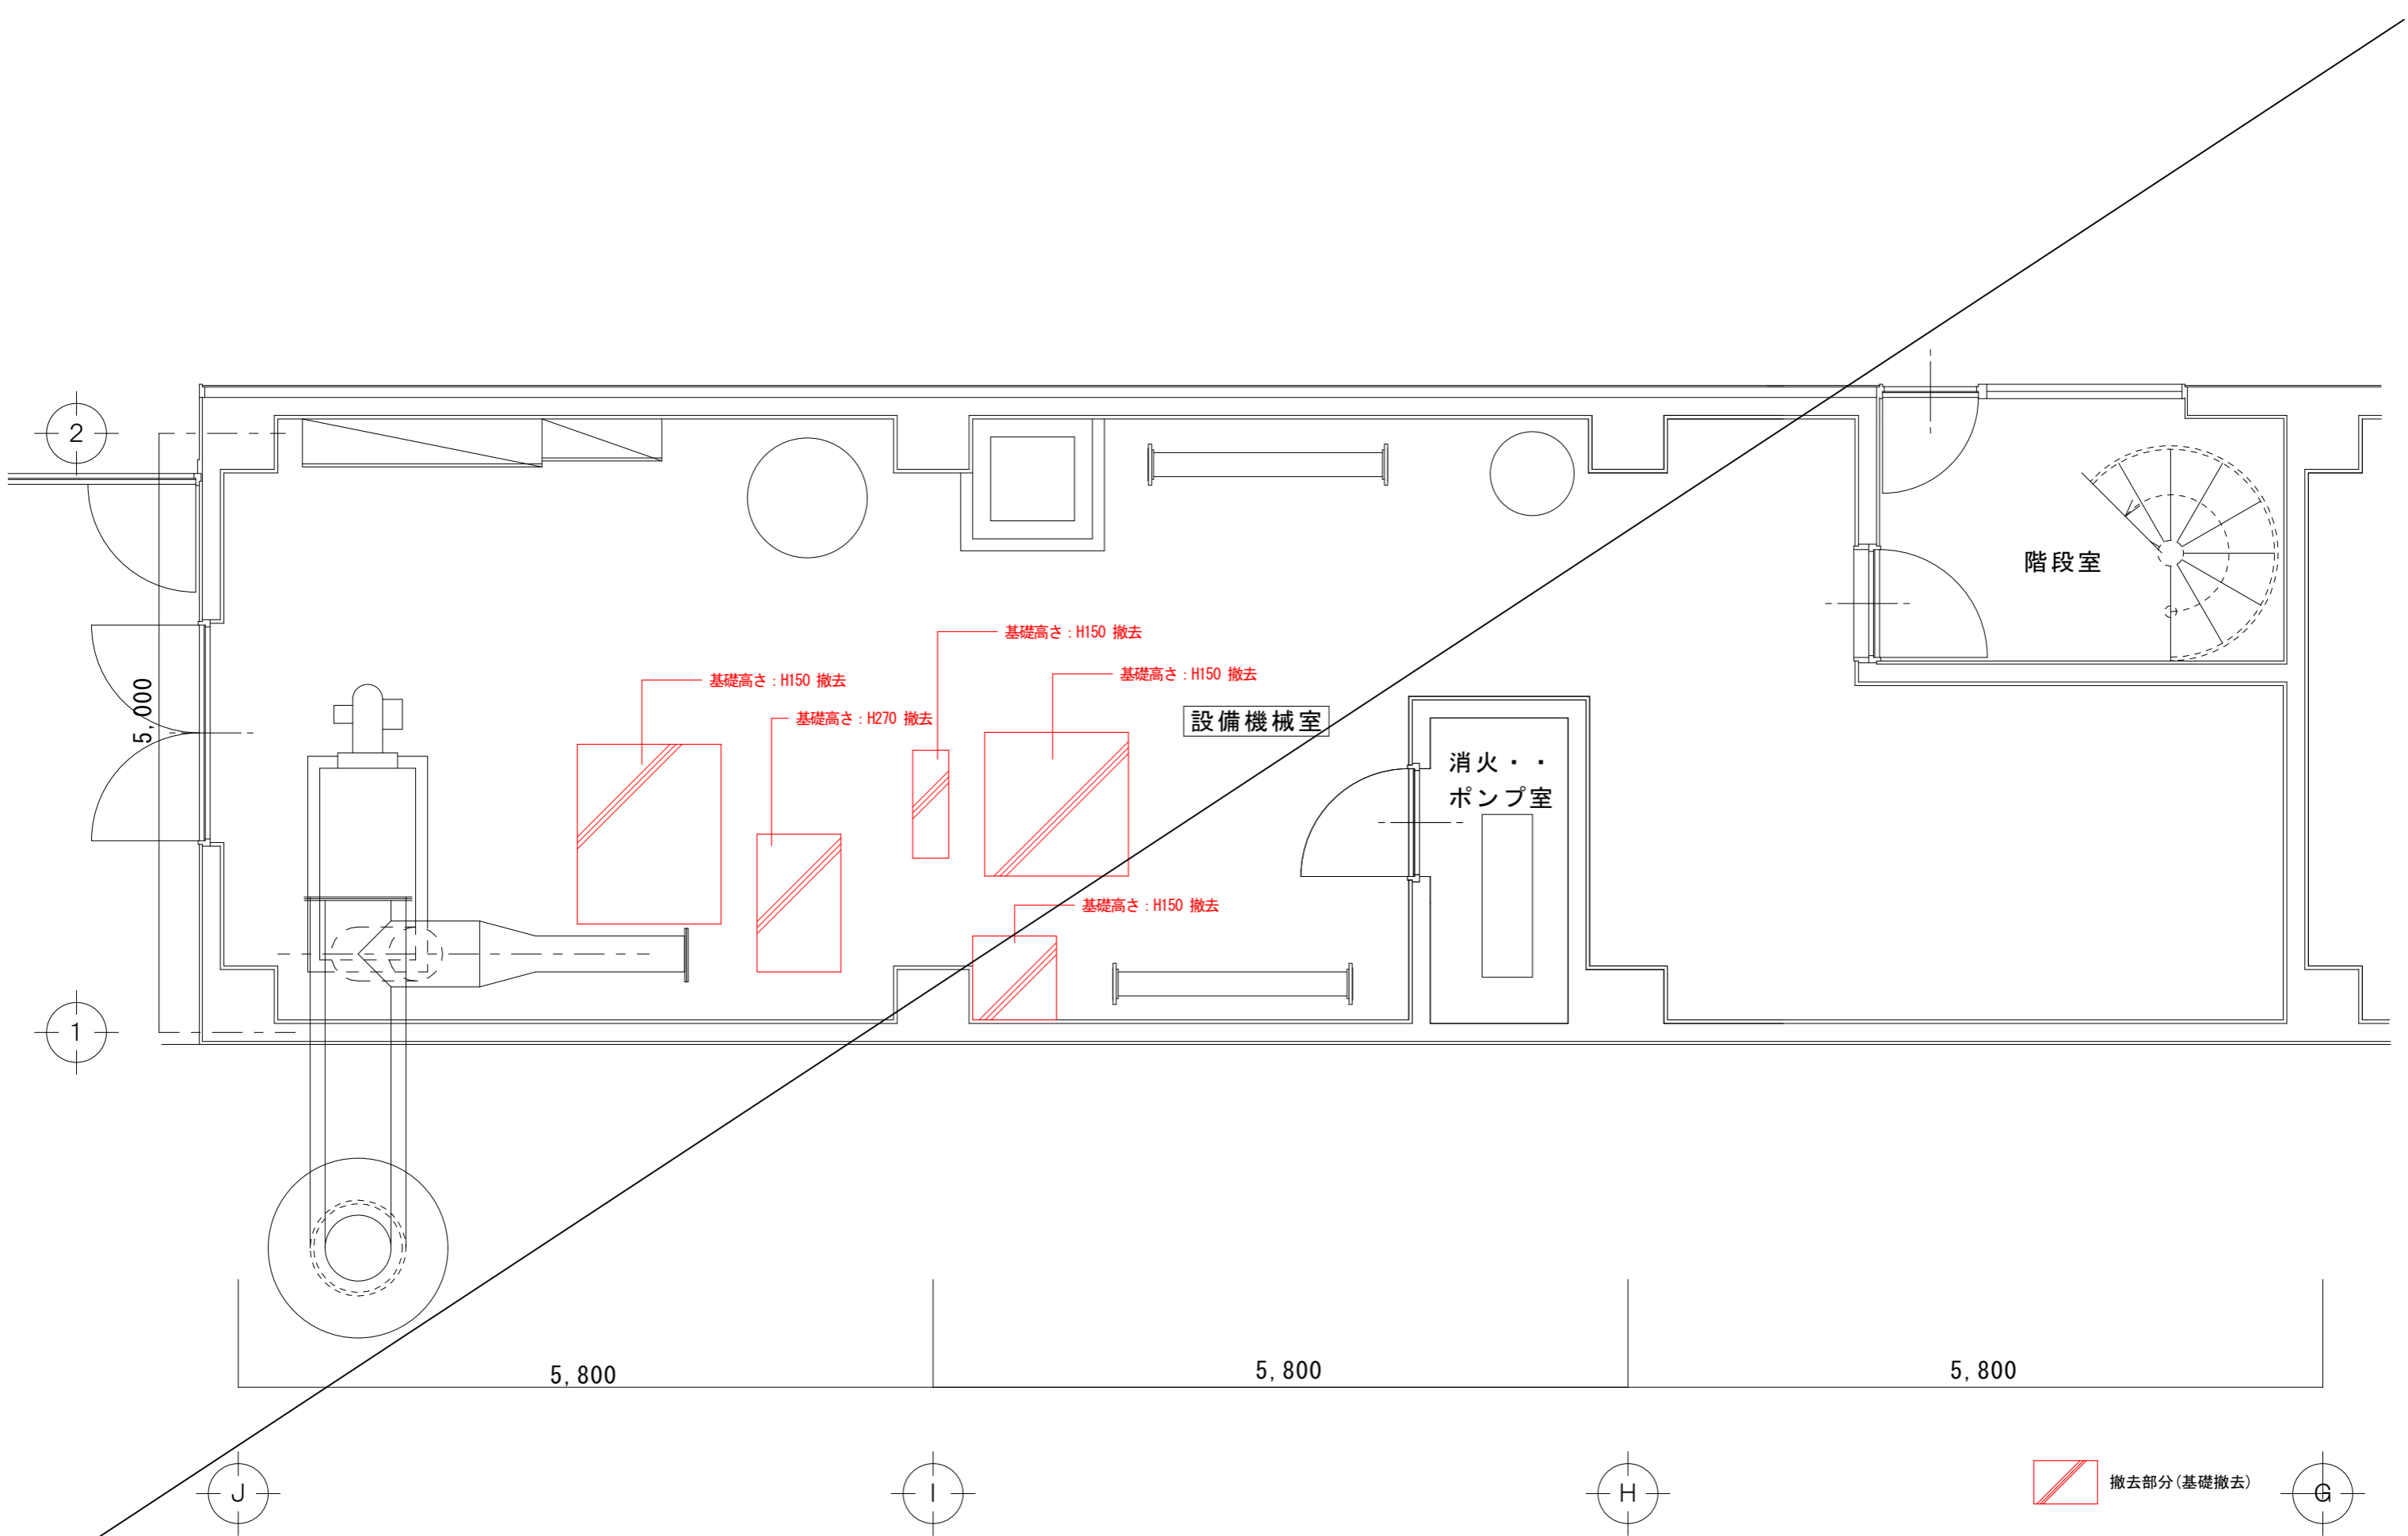 2
階段室
基礎高さ：H150 撤去
基礎高さ：H150 撤去
基礎高さ：H150 撤去
基礎高さ：H270 撤去
設備機械室
5,000
消火・・
ポンプ室
基礎高さ：H150 撤去
1
5,800
5,800
5,800
撤去部分(基礎撤去)
J
I
H
G